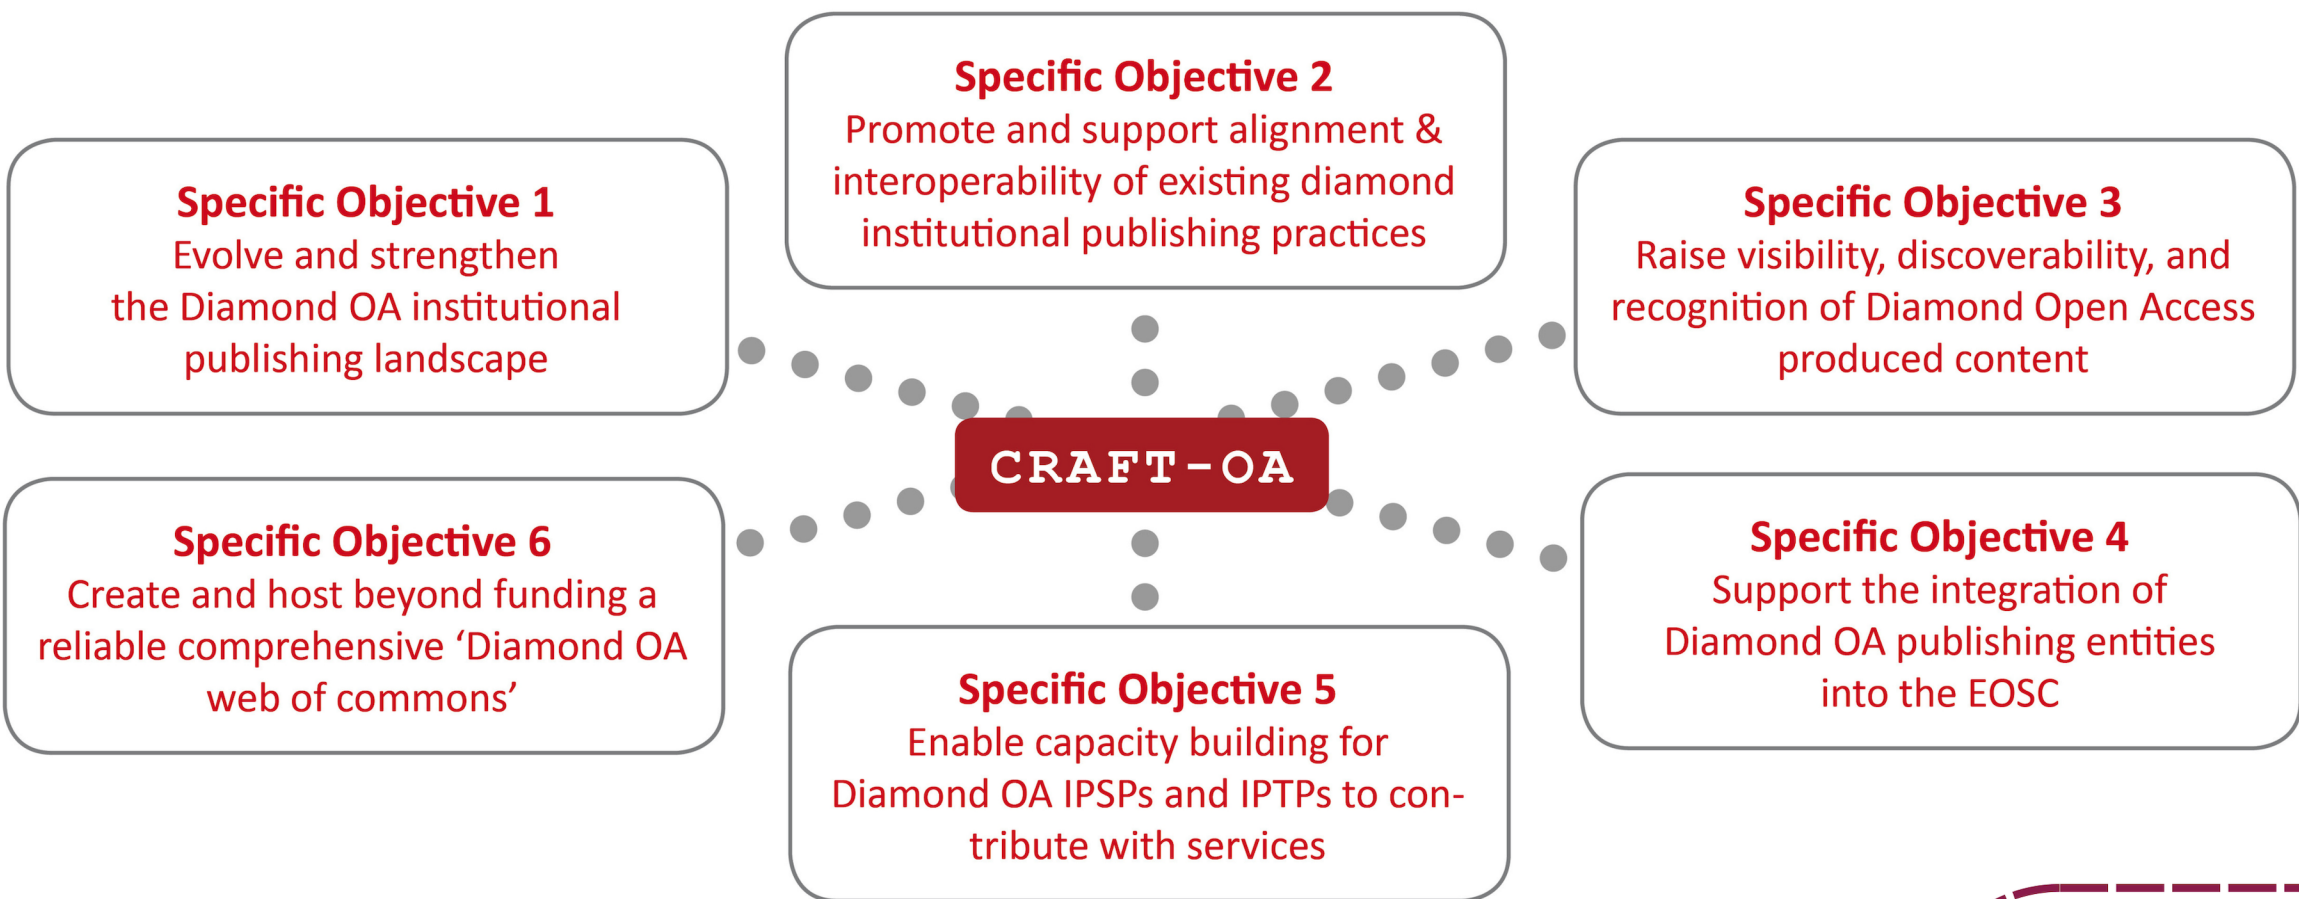 Specific Objective 1
Evolve and strengthen
the Diamond OA institutional
publishing landscape
Specific Objective 2
Promote and support alignment &
interoperability of existing diamond
institutional publishing practices
Specific Objective 3
Raise visibility, discoverability, and
recognition of Diamond Open Access
produced content
CRAFT-OA
Specific Objective 6
Create and host beyond funding a
reliable comprehensive ‘Diamond OA
web of commons’
Specific Objective 5
Enable capacity building for
Diamond OA IPSPs and IPTPs to con-
tribute with services
Specific Objective 4
Support the integration of
Diamond OA publishing entities
into the EOSC